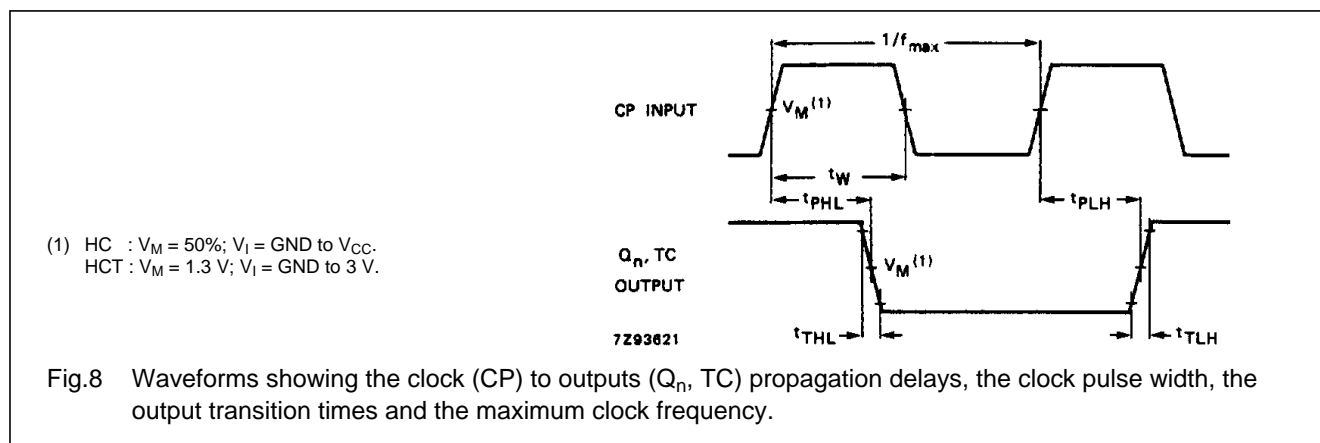 1/fmax
CP INPUT
VM(1)
tW
tPHL
tPLH
(1) HC : VM = 50%; VI = GND to VCC.
HCT : VM = 1.3 V; VI = GND to 3 V.
Qn, TC
OUTPUT
VM(1)
7Z93621
tTHL
tTLH
Fig.8 Waveforms showing the clock (CP) to outputs (Qn, TC) propagation delays, the clock pulse width, the
output transition times and the maximum clock frequency.